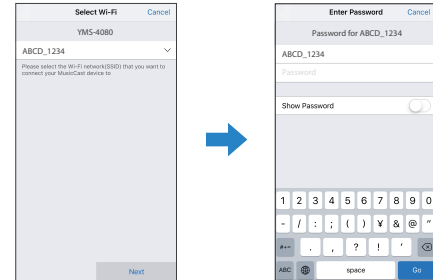 Select Wi-Fi Cancel
YMS-4080
ABCD_1234
Please select the Wi-Fi network(SSID) that you want to
connect your MusicCast device to
Next
Enter Password Cancel
Password for ABCD_1234
ABCD_1234
Password
Show Password
1 2 3 4 5 6 7 8 9 0
- / : ; ( ) ¥ & @ "
#+= . , ? ! '
ABC space Go